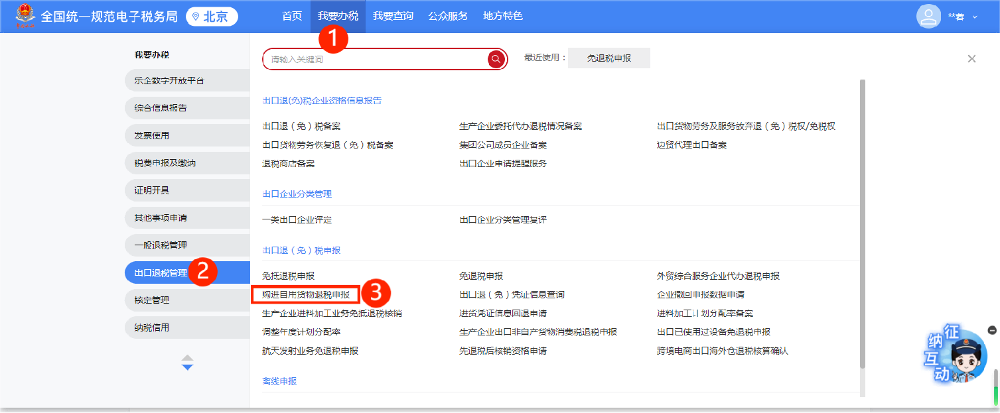 全国统一规范电子税务局 北京 首页 我要办税 我要查询 公众服务 地方特色 **蓉
1
我要办税
请输入关键词 最近使用： 免退税申报
乐企数字开放平台
综合信息报告
发票使用
税费申报及缴纳
证明开具
其他事项申请
一般退税管理
出口退税管理 2
核定管理
纳税信用
出口退(免)税企业资格信息报告
出口退（免）税备案 生产企业委托代办退税情况备案 出口货物劳务及服务放弃退（免）税权/免税权
出口货物劳务恢复退（免）税备案 集团公司成员企业备案 边贸代理出口备案
退税商店备案 出口企业申请提醒服务
出口企业分类管理
一类出口企业评定 出口企业分类管理复评
出口退（免）税申报
免抵退税申报 免退税申报 外贸综合服务企业代办退税申报
购进自用货物退税申报 3 出口退（免）凭证信息查询 企业撤回申报数据申请
生产企业进料加工业务免抵退税核销 进货凭证信息回退申请 进料加工计划分配率备案
调整年度计划分配率 生产企业出口非自产货物消费税退税申报 出口已使用过设备免退税申报
航天发射业务免退税申报 先退税后核销资格申请 跨境电商出口海外仓退税核算确认
离线申报
征纳互动